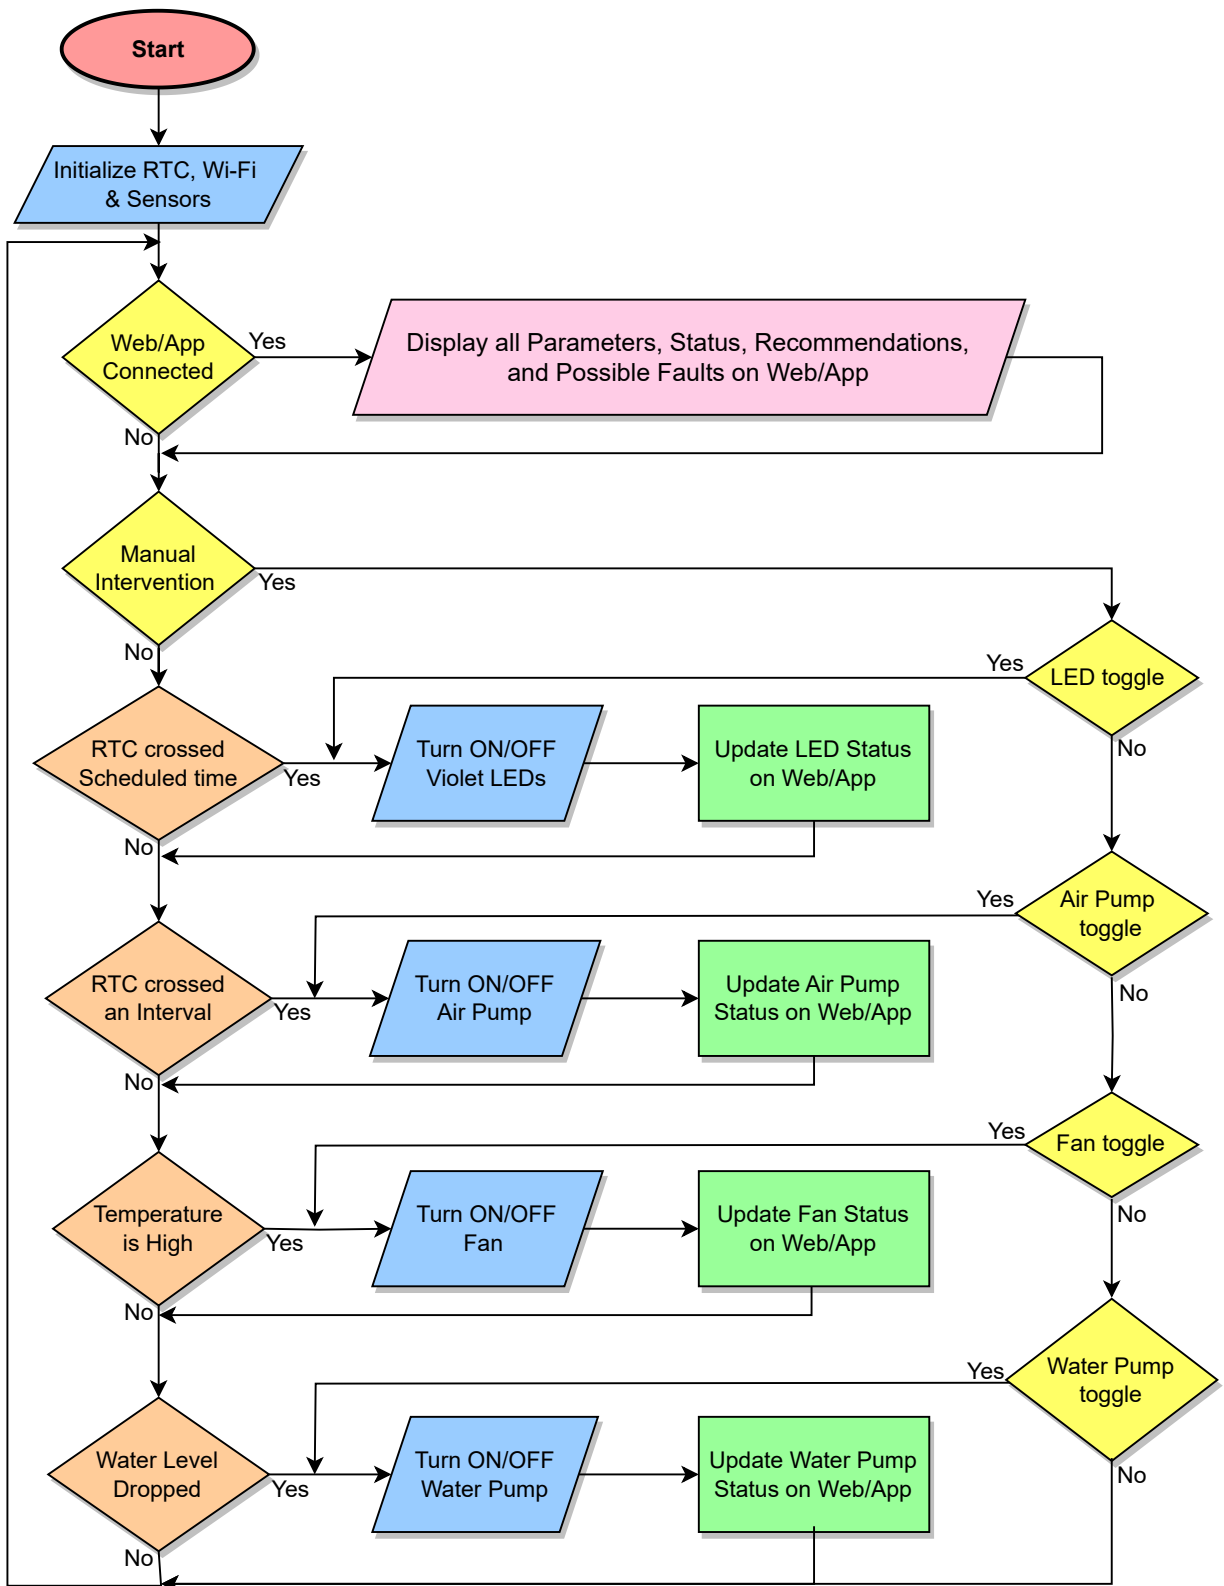 Start
Initialize RTC, Wi-Fi
& Sensors
Web/App
Connected
Yes
No
Display all Parameters, Status, Recommendations,
and Possible Faults on Web/App
Manual
Intervention
Yes
No
LED toggle
Yes
No
RTC crossed
Scheduled time
Yes
No
Turn ON/OFF
Violet LEDs
Update LED Status
on Web/App
Air Pump
toggle
Yes
No
RTC crossed
an Interval
Yes
No
Turn ON/OFF
Air Pump
Update Air Pump
Status on Web/App
Fan toggle
Yes
No
Temperature
is High
Yes
No
Turn ON/OFF
Fan
Update Fan Status
on Web/App
Water Pump
toggle
Yes
No
Water Level
Dropped
Yes
No
Turn ON/OFF
Water Pump
Update Water Pump
Status on Web/App